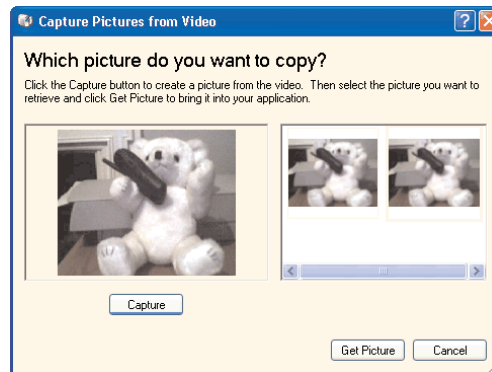 Capture Pictures from Video
Which picture do you want to copy?
Click the Capture button to create a picture from the video. Then select the picture you want to
retrieve and click Get Picture to bring it into your application.
Capture
Get Picture
Cancel